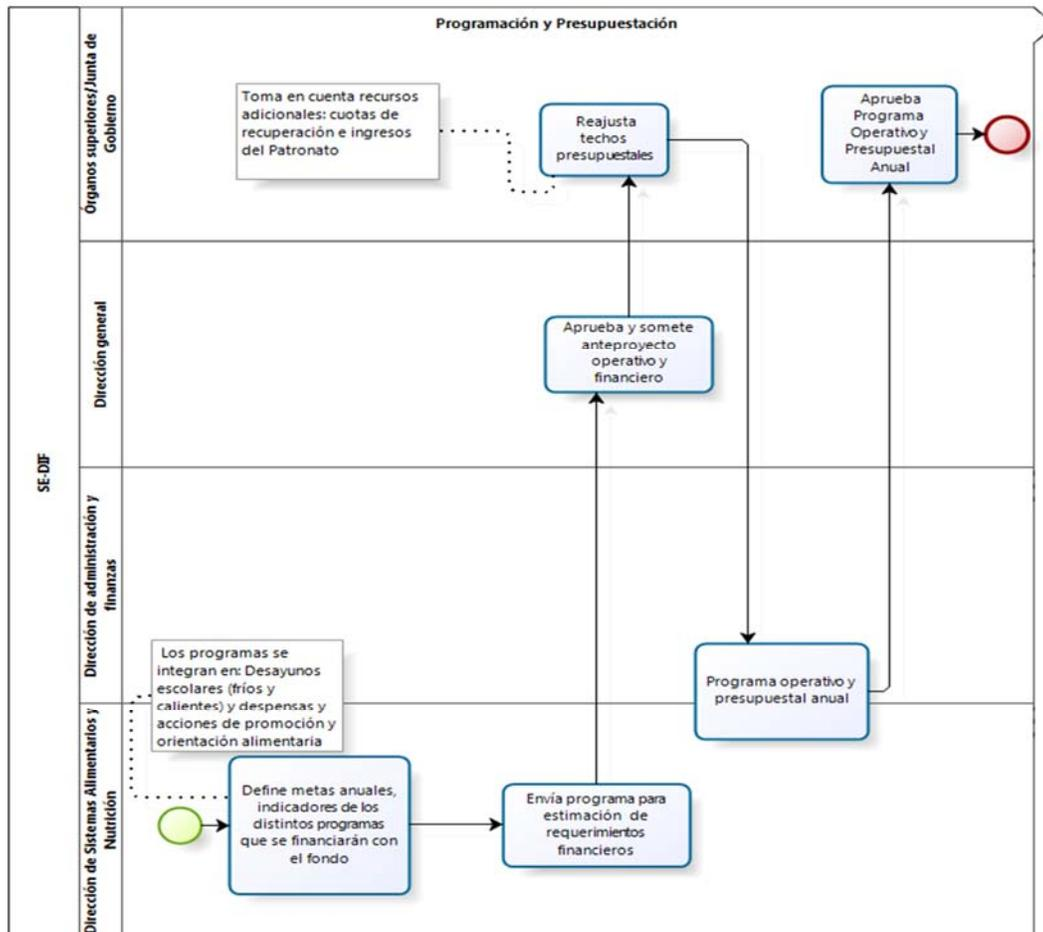 Programación y Presupuestación
SE-DIF
Órganos superiores/Junta de
Gobierno
Toma en cuenta recursos
adicionales: cuotas de
recuperación e ingresos
del Patronato
Reajusta
techos
presupuestales
Aprueba
Programa
Operativo y
Presupuestal
Anual
Dirección general
Aprueba y somete
anteproyecto
operativo y
financiero
Dirección de administración y
finanzas
Los programas se
integran en: Desayunos
escolares (fríos y
calientes) y despensas y
acciones de promoción y
orientación alimentaria
Programa operativo y
presupuestal anual
Dirección de Sistemas Alimentarios y
Nutrición
Define metas anuales,
indicadores de los
distintos programas
que se financiarán con
el fondo
Envía programa para
estimación de
requerimientos
financieros